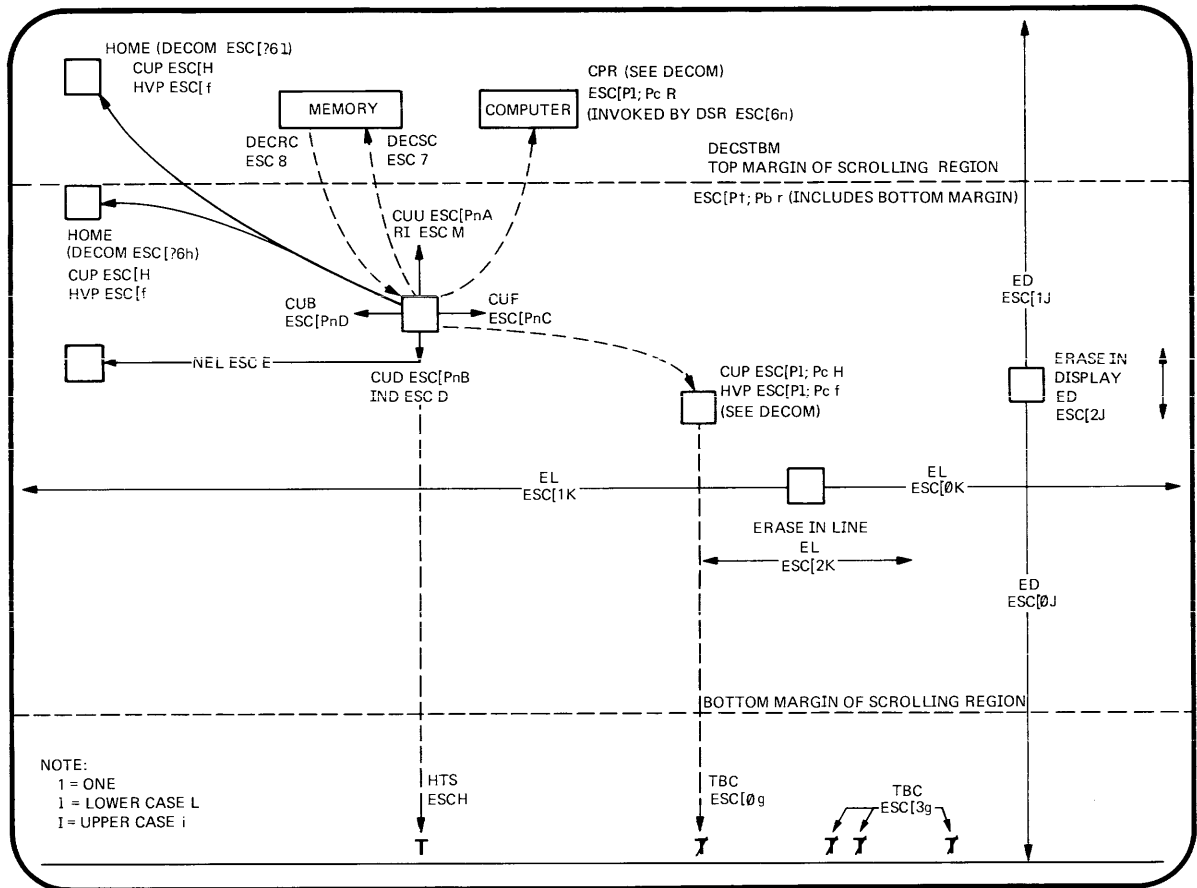 HOME (DECOM ESC[?6l)
CUP ESC[H
HVP ESC[f
MEMORY
COMPUTER
CPR (SEE DECOM)
ESC[Pl; Pc R
(INVOKED BY DSR ESC[6n)
DECRC
ESC 8
DECSC
ESC 7
DECSTBM
TOP MARGIN OF SCROLLING REGION
ESC[Pt; Pb r (INCLUDES BOTTOM MARGIN)
HOME
(DECOM ESC[?6h)
CUP ESC[H
HVP ESC[f
CUU ESC[PnA
RI ESC M
CUB
ESC[PnD
CUF
ESC[PnC
NEL ESC E
CUD ESC[PnB
IND ESC D
CUP ESC[Pl; Pc H
HVP ESC[Pl; Pc f
(SEE DECOM)
ED
ESC[1J
ERASE IN
DISPLAY
ED
ESC[2J
EL
ESC[1K
EL
ESC[0K
ERASE IN LINE
EL
ESC[2K
ED
ESC[0J
BOTTOM MARGIN OF SCROLLING REGION
NOTE:
1 = ONE
l = LOWER CASE L
I = UPPER CASE i
HTS
ESCH
TBC
ESC[0g
TBC
ESC[3g
T
T
T
T
T